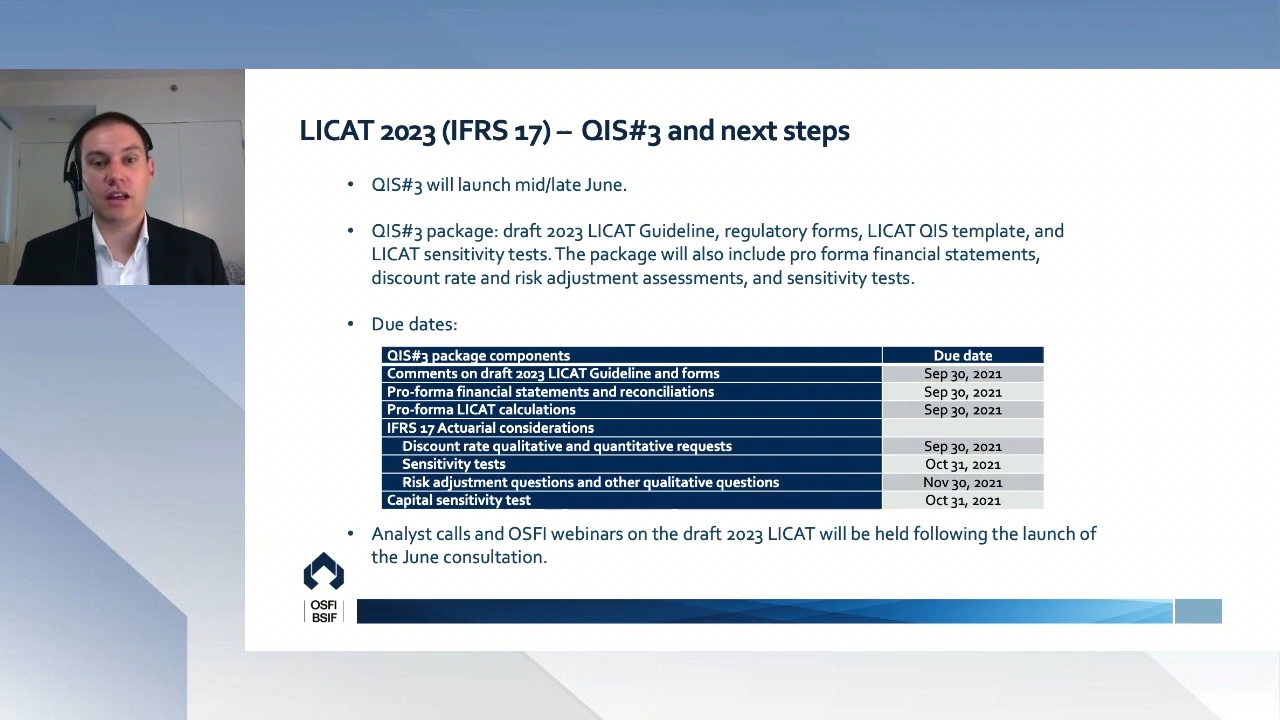 LICAT 2023 (IFRS 17) – QIS#3 and next steps
• QIS#3 will launch mid/late June.
• QIS#3 package: draft 2023 LICAT Guideline, regulatory forms, LICAT QIS template, and
LICAT sensitivity tests. The package will also include pro forma financial statements,
discount rate and risk adjustment assessments, and sensitivity tests.
• Due dates:
QIS#3 package components Due date
Comments on draft 2023 LICAT Guideline and forms Sep 30, 2021
Pro-forma financial statements and reconciliations Sep 30, 2021
Pro-forma LICAT calculations Sep 30, 2021
IFRS 17 Actuarial considerations
Discount rate qualitative and quantitative requests Sep 30, 2021
Sensitivity tests Oct 31, 2021
Risk adjustment questions and other qualitative questions Nov 30, 2021
Capital sensitivity test Oct 31, 2021
• Analyst calls and OSFI webinars on the draft 2023 LICAT will be held following the launch of
the June consultation.
OSFI
BSIF